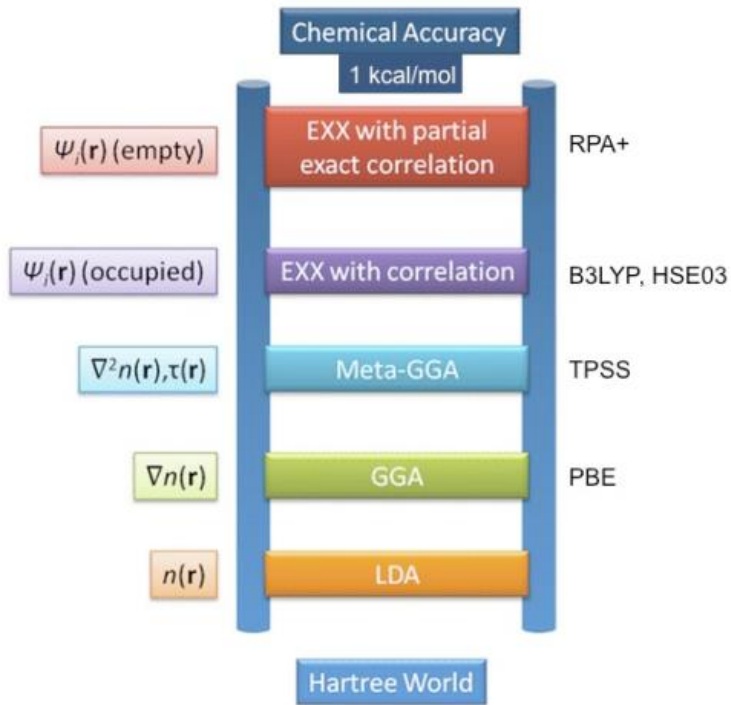 Chemical Accuracy
1 kcal/mol
Ψᵢ(r) (empty)
EXX with partial
exact correlation
RPA+
Ψᵢ(r) (occupied)
EXX with correlation
B3LYP, HSE03
∇²n(r),τ(r)
Meta-GGA
TPSS
∇n(r)
GGA
PBE
n(r)
LDA
Hartree World